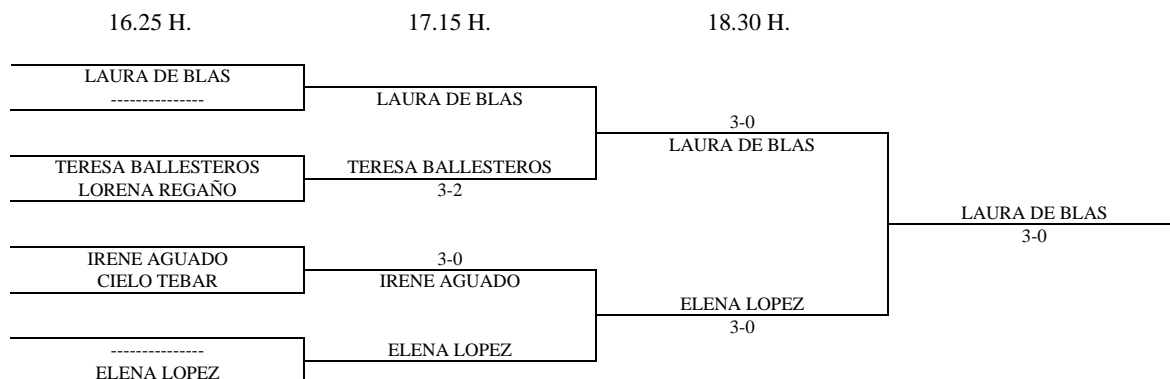 16.25 H.
17.15 H.
18.30 H.
LAURA DE BLAS
---------------
LAURA DE BLAS
3-0
LAURA DE BLAS
TERESA BALLESTEROS
LORENA REGAÑO
TERESA BALLESTEROS
3-2
LAURA DE BLAS
3-0
IRENE AGUADO
CIELO TEBAR
3-0
IRENE AGUADO
ELENA LOPEZ
3-0
---------------
ELENA LOPEZ
ELENA LOPEZ